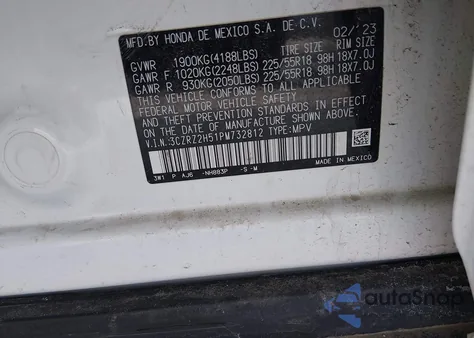 MFD.BY HONDA DE MEXICO S.A. DE C.V. 02/'23
GVWR 1900KG(4188LBS) TIRE SIZE RIM SIZE
GAWR F 1020KG(2248LBS) 225/55R18 98H 18X7.0J
GAWR R 930KG(2050LBS) 225/55R18 98H 18X7.0J
THIS VEHICLE CONFORMS TO ALL APPLICABLE
FEDERAL MOTOR VEHICLE SAFETY AND
THEFT PREVENTION STANDARDS IN EFFECT ON
THE DATE OF MANUFACTURE SHOWN ABOVE.
V.I.N.:3CZRZ2H51PM732812 TYPE:MPV
3W1 P AJ6 -NH883P -S -M
MADE IN MEXICO
autoSnap